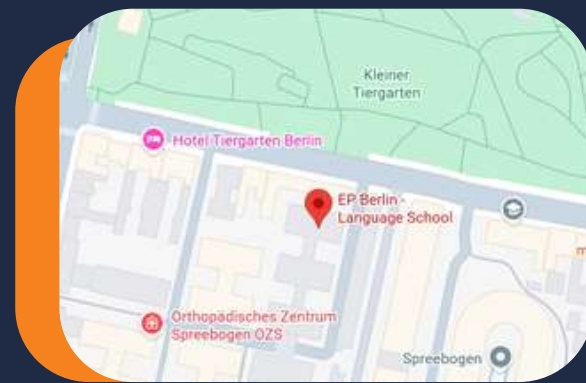 Kleiner
Tiergarten
Hotel Tiergarten Berlin
EP Berlin -
Language School
Orthopädisches Zentrum
Spreebogen OZS
Spreebogen